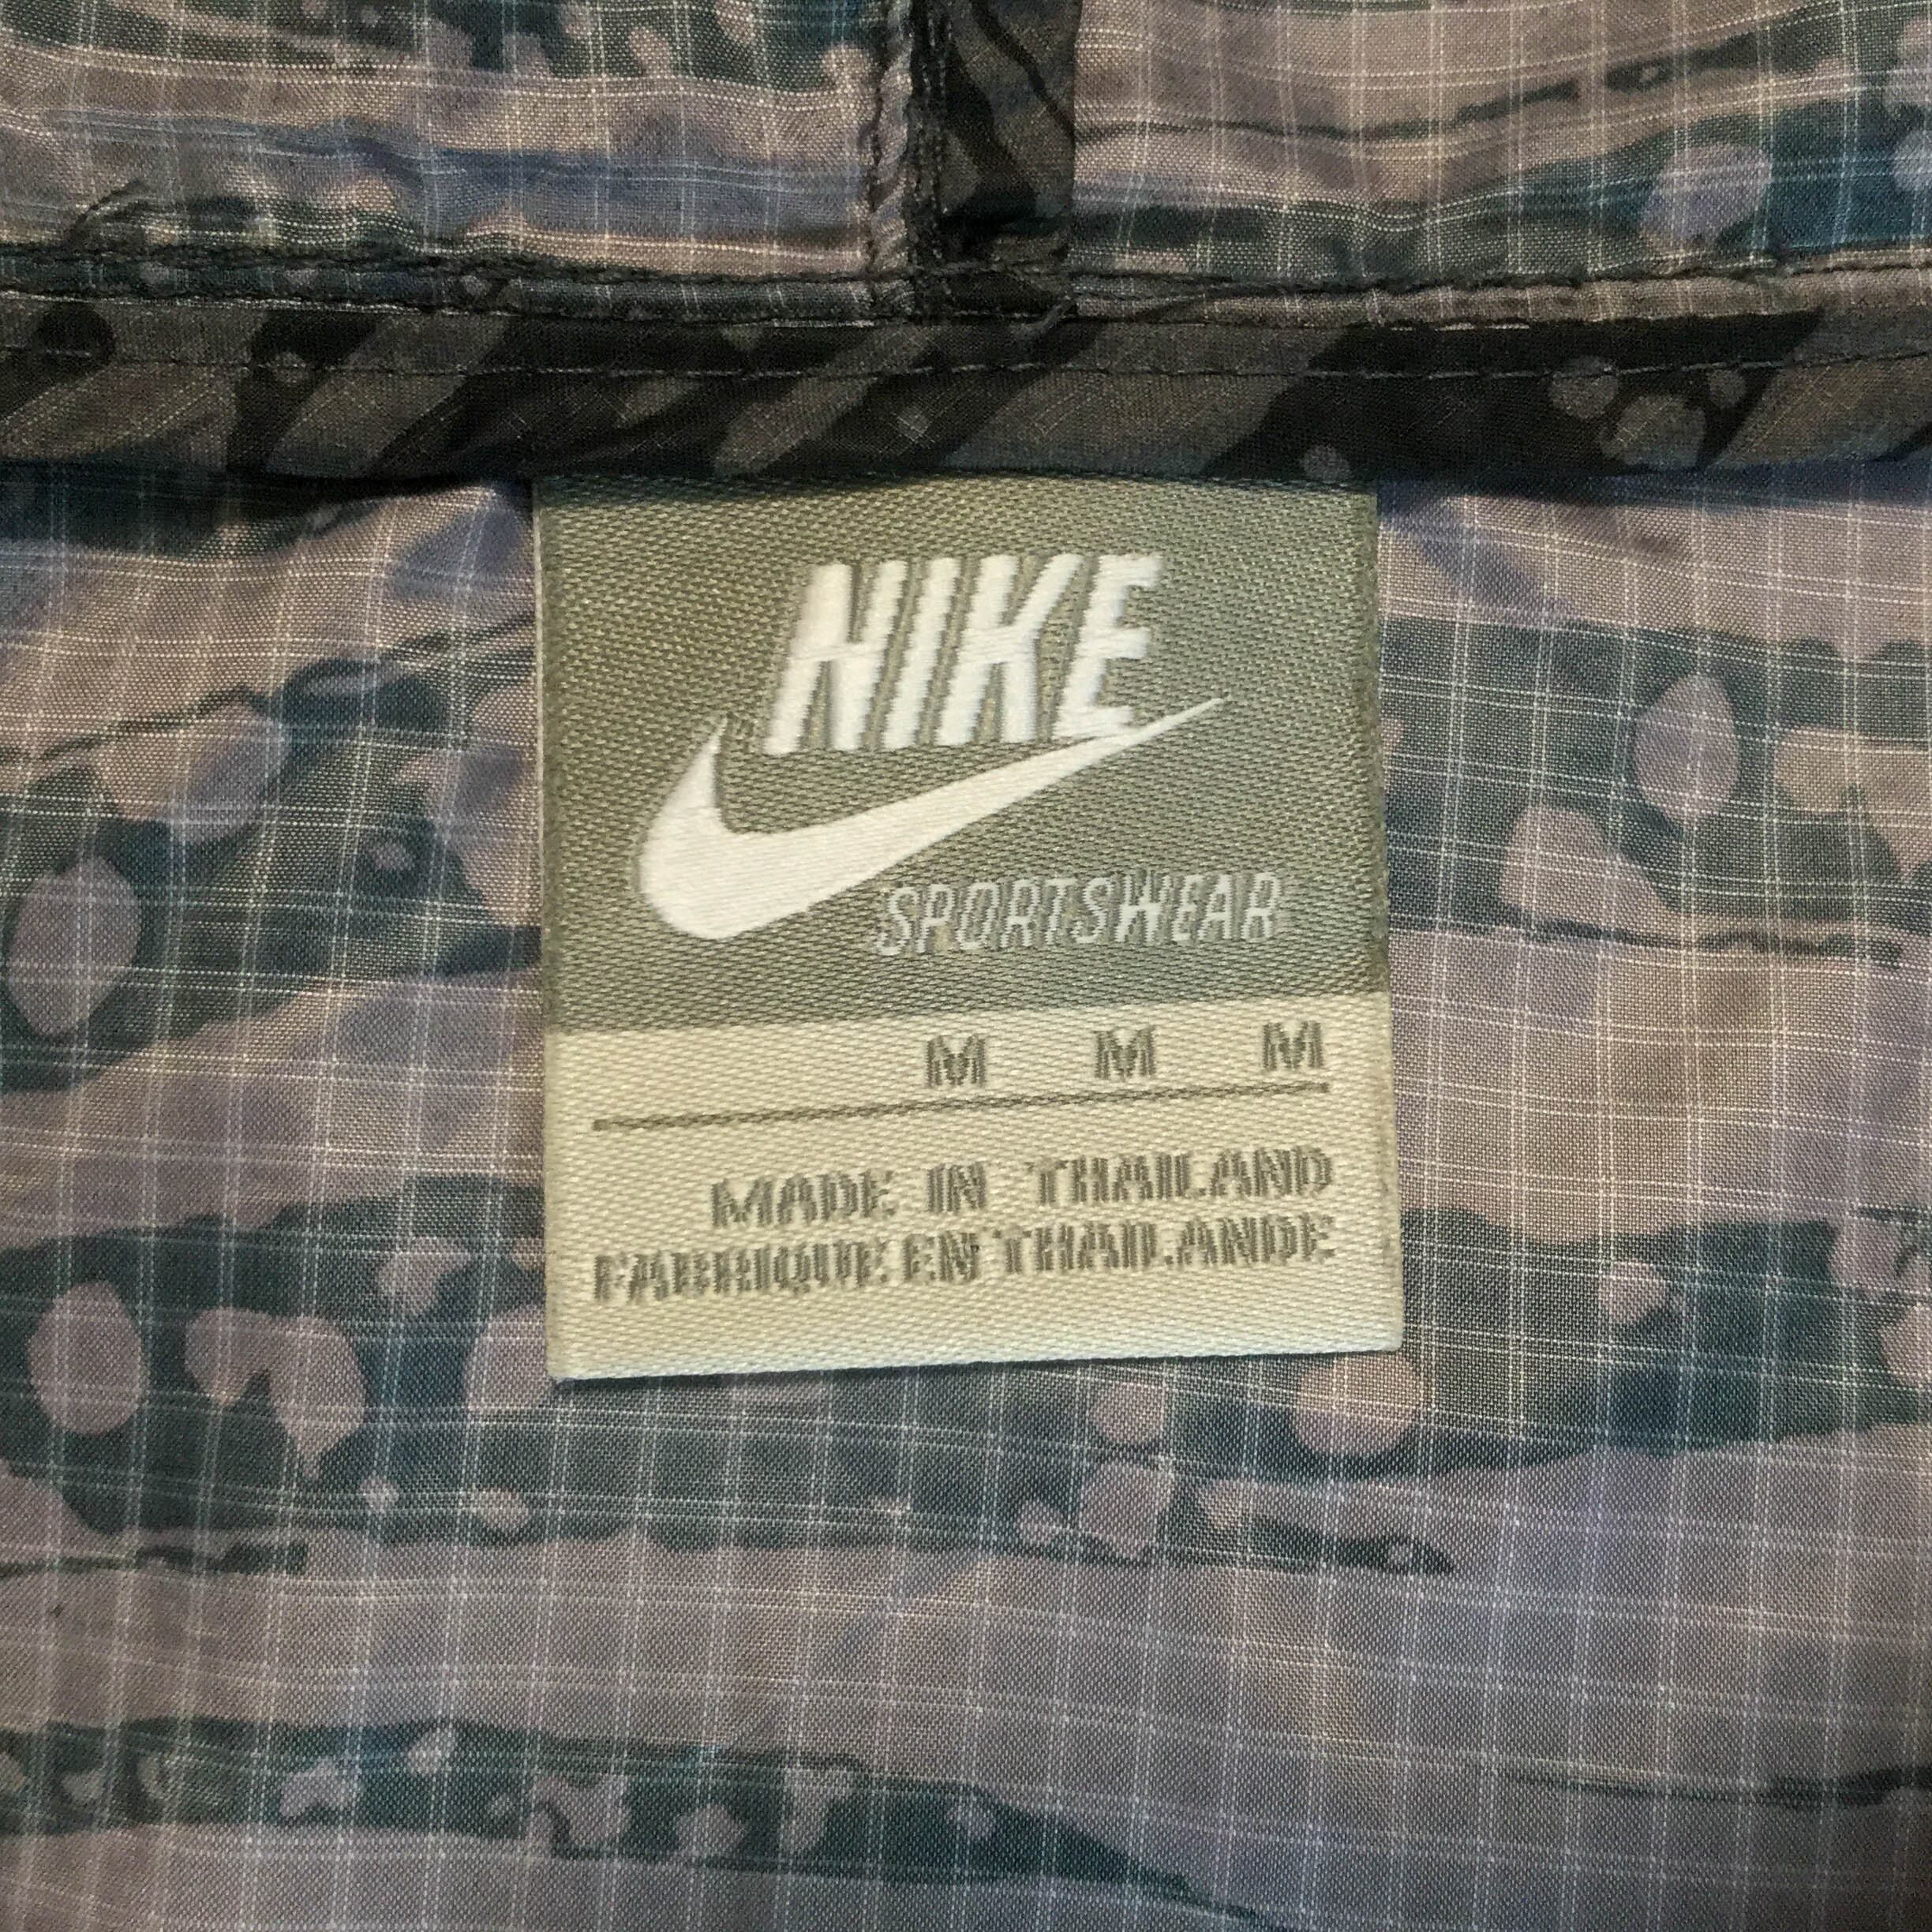 NIKE
SPORTSWEAR
M M M
MADE IN THAILAND
FABRIQUE EN THAILANDE